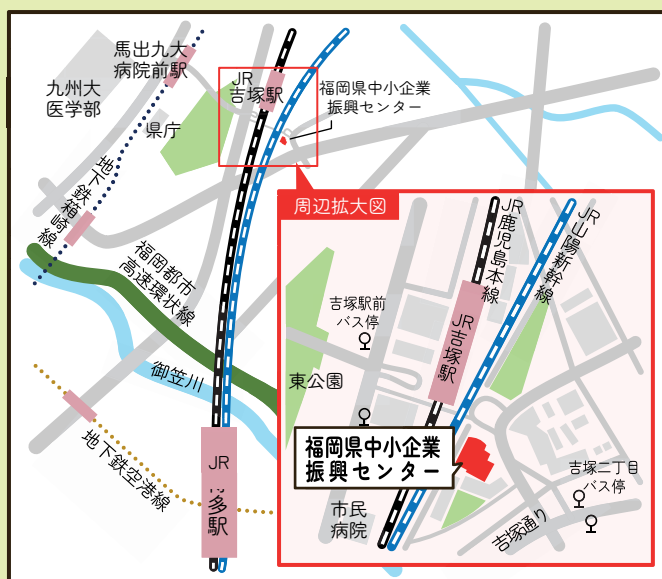 馬出九大
病院前駅
九州大
医学部
県庁
JR
吉塚駅
福岡県中小企業
振興センター
地下鉄箱崎線
福岡都市
高速環状線
御笠川
地下鉄空港線
JR
多駅
周辺拡大図
JR鹿児島本線
JR山陽新幹線
吉塚駅前
バス停
JR吉塚駅
東公園
福岡県中小企業
振興センター
吉塚二丁目
バス停
市民
病院
吉塚通り